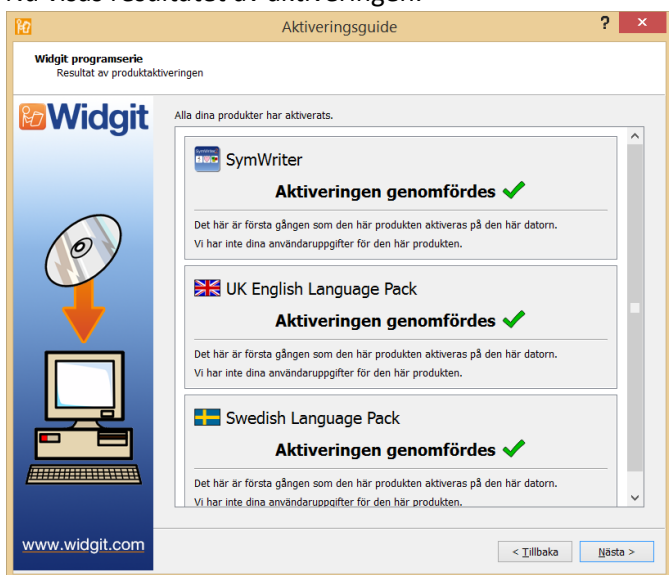 Nu visas resultatet av aktiveringen.
Aktiveringsguide
? ×
Widgit programserie
Resultat av produktaktiveringen
Widgit
Alla dina produkter har aktiverats.
SymWriter
Aktiveringen genomfördes
Det här är första gången som den här produkten aktiveras på den här datorn.
Vi har inte dina användaruppgifter för den här produkten.
UK English Language Pack
Aktiveringen genomfördes
Det här är första gången som den här produkten aktiveras på den här datorn.
Vi har inte dina användaruppgifter för den här produkten.
Swedish Language Pack
Aktiveringen genomfördes
Det här är första gången som den här produkten aktiveras på den här datorn.
Vi har inte dina användaruppgifter för den här produkten.
www.widgit.com
< Tillbaka
Nästa >